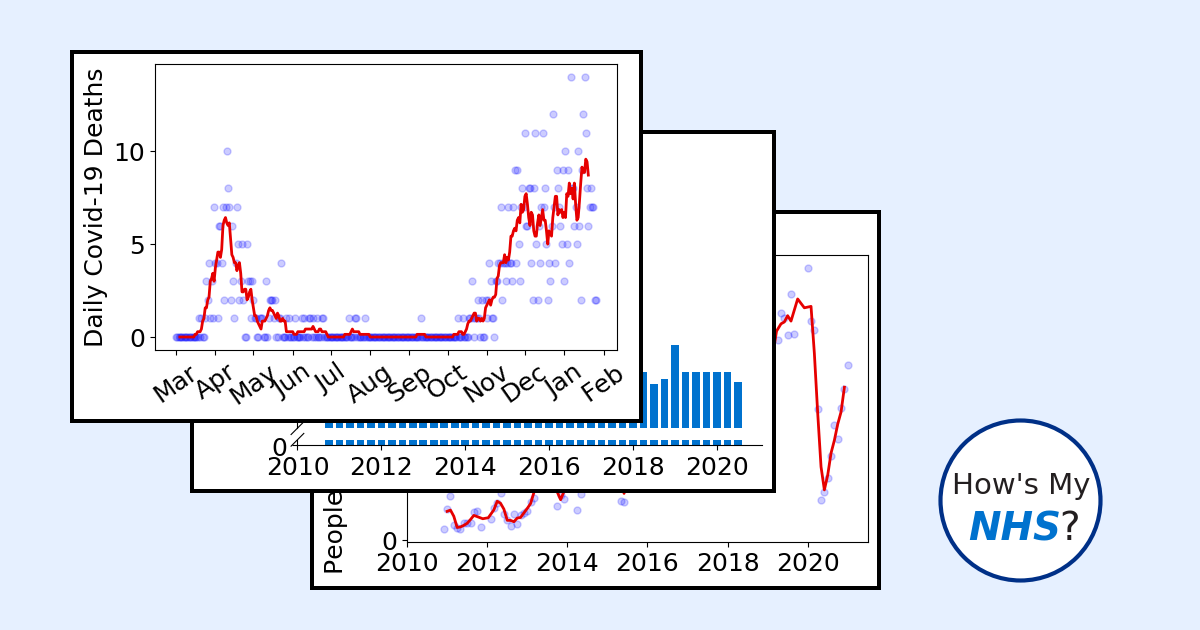 Daily Covid-19 Deaths
10
5
0
Mar Apr May Jun Jul Aug Sep Oct Nov Dec Jan Feb
0
2010 2012 2014 2016 2018 2020
People
0
2010 2012 2014 2016 2018 2020
How's My
NHS?